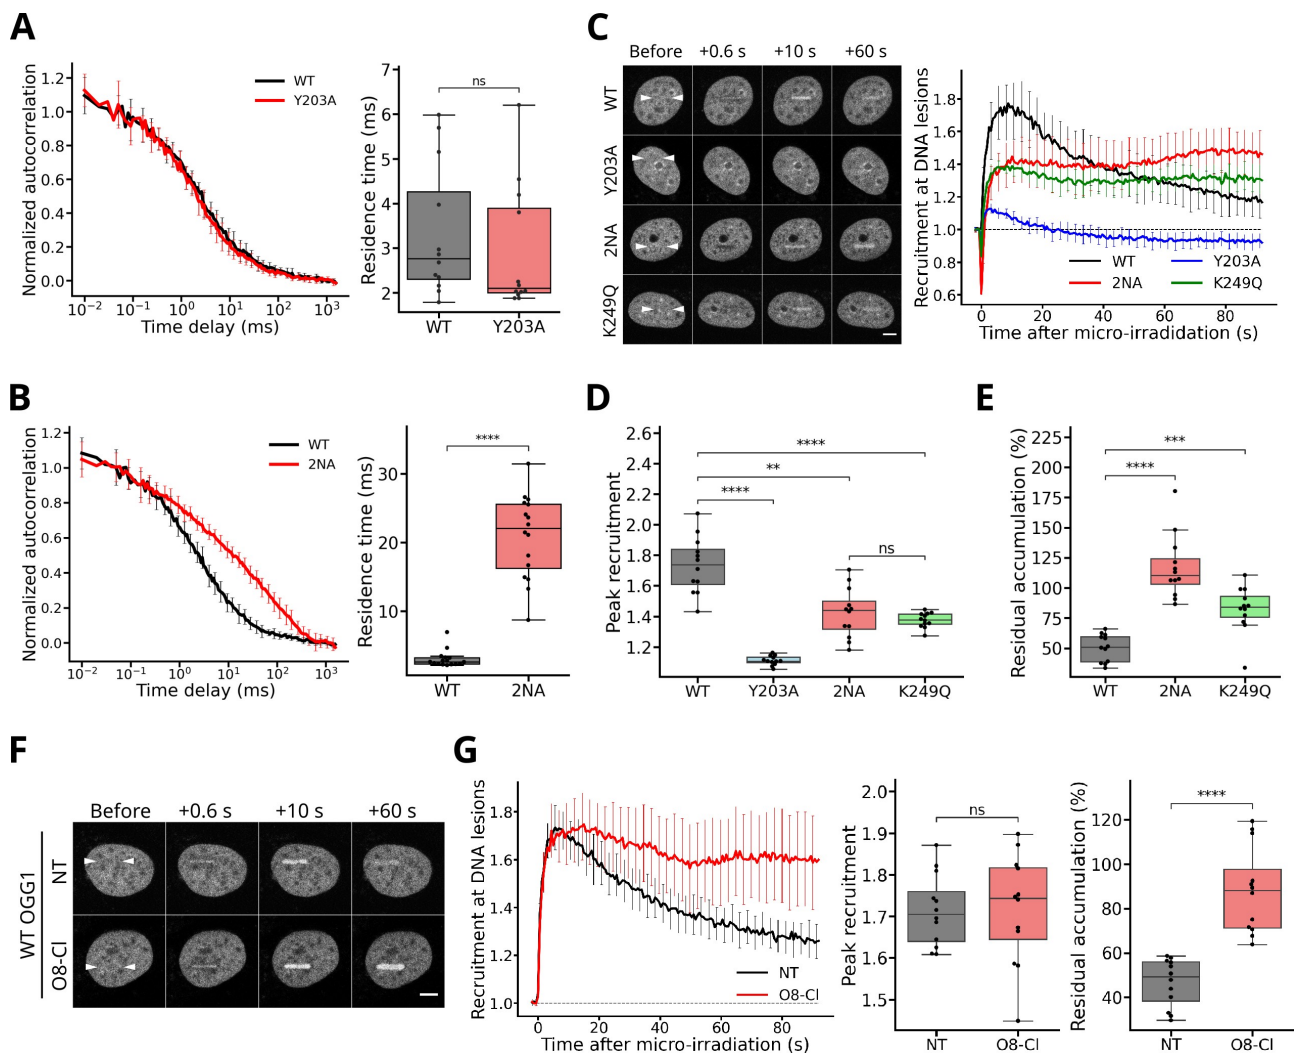 A
Normalized autocorrelation
1.2
1.0
0.8
0.6
0.4
0.2
0.0
10⁻² 10⁻¹ 10⁰ 10¹ 10² 10³
Time delay (ms)
WT
Y203A
Residence time (ms)
7
6
5
4
3
2
ns
WT Y203A
C
Before +0.6 s +10 s +60 s
WT
Y203A
2NA
K249Q
Recruitment at DNA lesions
1.8
1.6
1.4
1.2
1.0
0.8
0.6
WT Y203A
2NA K249Q
0 20 40 60 80
Time after micro-irradidation (s)
B
Normalized autocorrelation
1.2
1.0
0.8
0.6
0.4
0.2
0.0
10⁻² 10⁻¹ 10⁰ 10¹ 10² 10³
Time delay (ms)
WT
2NA
Residence time (ms)
30
20
10
****
WT 2NA
D
Peak recruitment
2.6
2.4
2.2
2.0
1.8
1.6
1.4
1.2
****
**
****
ns
WT Y203A 2NA K249Q
E
Residual accumulation (%)
225
200
175
150
125
100
75
50
***
****
WT 2NA K249Q
F
Before +0.6 s +10 s +60 s
WT OGG1
NT
O8-Cl
G
Recruitment at DNA lesions
1.8
1.6
1.4
1.2
1.0
NT
O8-Cl
0 20 40 60 80
Time after micro-irradiation (s)
Peak recruitment
2.0
1.9
1.8
1.7
1.6
1.5
ns
NT O8-Cl
Residual accumulation (%)
120
100
80
60
40
****
NT O8-Cl